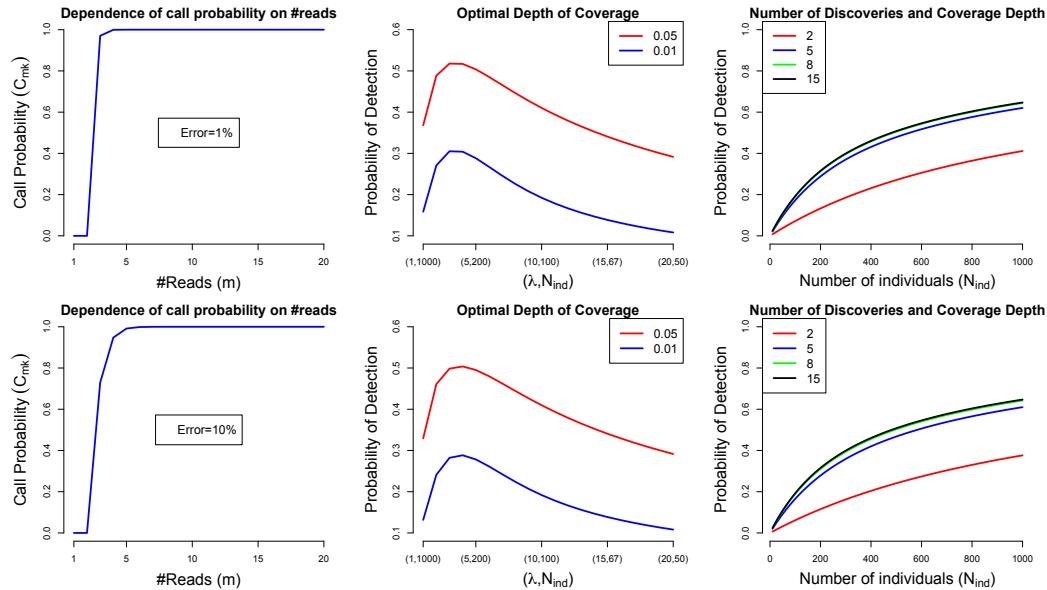 Dependence of call probability on #reads
Call Probability (Cmk)
0.0 0.2 0.4 0.6 0.8 1.0
Error=1%
1 5 10 15 20
#Reads (m)
Optimal Depth of Coverage
Probability of Detection
0.1 0.2 0.3 0.4 0.5 0.6
0.05
0.01
(1,1000) (5,200) (10,100) (15,67) (20,50)
(λ,Nind)
Number of Discoveries and Coverage Depth
Probability of Detection
0.0 0.2 0.4 0.6 0.8 1.0
2
5
8
15
0 200 400 600 800 1000
Number of individuals (Nind)
Dependence of call probability on #reads
Call Probability (Cmk)
0.0 0.2 0.4 0.6 0.8 1.0
Error=10%
1 5 10 15 20
#Reads (m)
Optimal Depth of Coverage
Probability of Detection
0.1 0.2 0.3 0.4 0.5 0.6
0.05
0.01
(1,1000) (5,200) (10,100) (15,67) (20,50)
(λ,Nind)
Number of Discoveries and Coverage Depth
Probability of Detection
0.0 0.2 0.4 0.6 0.8 1.0
2
5
8
15
0 200 400 600 800 1000
Number of individuals (Nind)